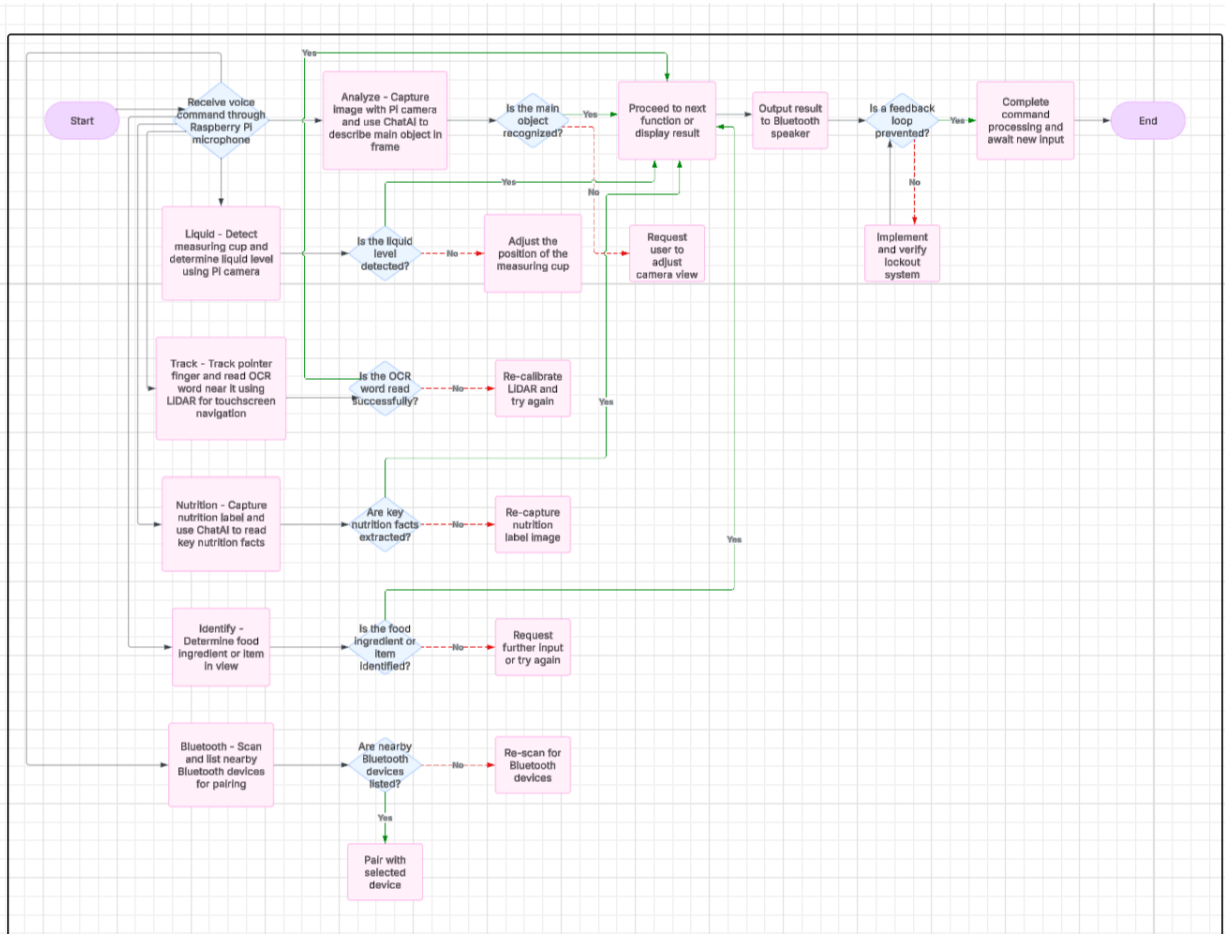 Start
Receive voice
command through
Raspberry Pi
microphone
Analyze - Capture
image with Pi camera
and use ChatAI to
describe main object in
frame
Is the main
object
recognized?
Yes
No
Yes
Proceed to next
function or
display result
Output result
to Bluetooth
speaker
Is a feedback
loop
prevented?
Yes
No
Complete
command
processing and
await new input
End
Liquid - Detect
measuring cup and
determine liquid level
using Pi camera
Is the liquid
level
detected?
Yes
No
Adjust the
position of the
measuring cup
Request
user to
adjust
camera view
Implement
and verify
lockout
system
Track - Track pointer
finger and read OCR
word near it using
LiDAR for touchscreen
navigation
Is the OCR
word read
successfully?
No
Re-calibrate
LiDAR and
try again
Yes
Nutrition - Capture
nutrition label and
use ChatAI to read
key nutrition facts
Are key
nutrition facts
extracted?
No
Re-capture
nutrition
label image
Yes
Identify -
Determine food
ingredient or item
in view
Is the food
ingredient or
item
identified?
No
Request
further input
or try again
Bluetooth - Scan
and list nearby
Bluetooth devices
for pairing
Are nearby
Bluetooth
devices
listed?
No
Re-scan for
Bluetooth
devices
Yes
Pair with
selected
device